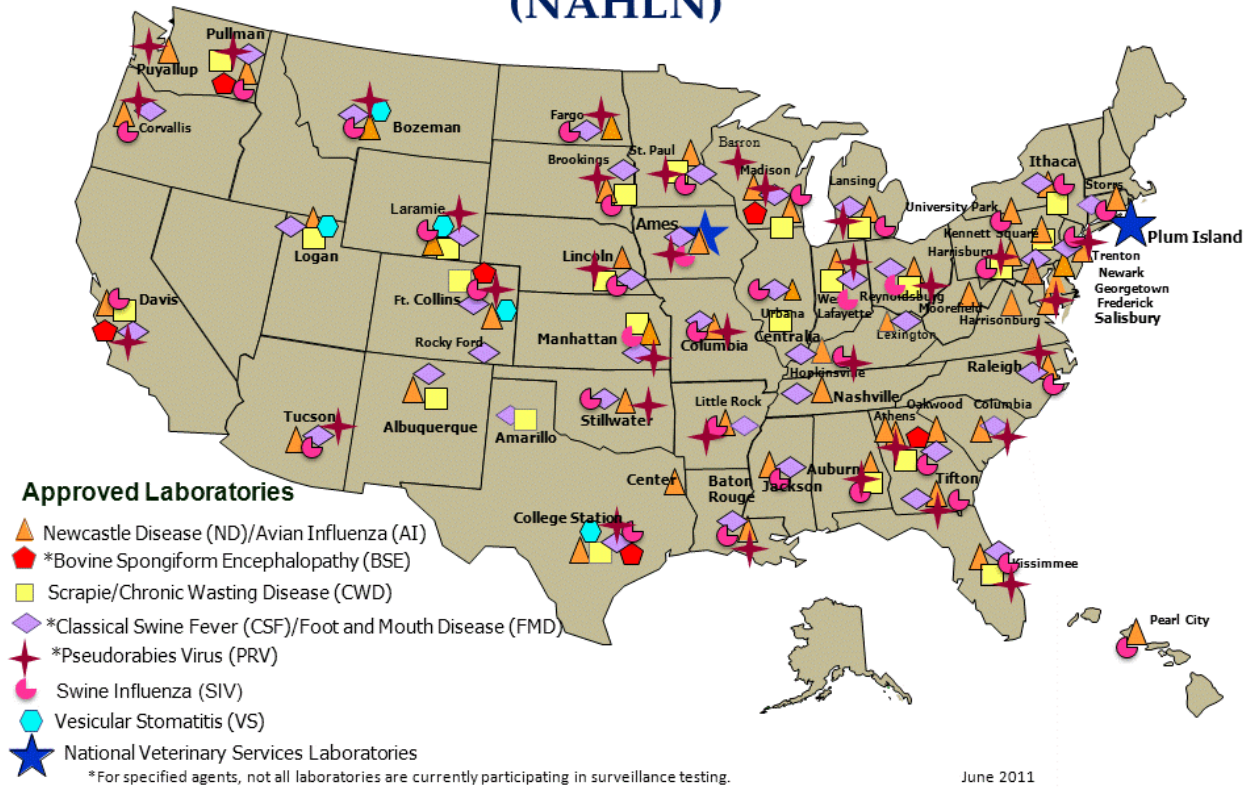 (NAHLN)
Pullman
Puyallup
Corvallis
Bozeman
Fargo
St. Paul
Barron
Brookings
Madison
Lansing
Ithaca
Storrs
University Park
Laramie
Ames
Kennett Square
Plum Island
Logan
Harrisburg
Trenton
Lincoln
Newark
Georgetown
Frederick
Salisbury
Davis
Ft. Collins
Urbana
West
Lafayette
Reynoldsburg
Moorefield
Harrisonburg
Rocky Ford
Manhattan
Columbia
Centralia
Lexington
Hopkinsville
Raleigh
Nashville
Tucson
Albuquerque
Amarillo
Stillwater
Little Rock
Athens
Oakwood
Columbia
Center
Baton
Rouge
Jackson
Auburn
Tifton
College Station
Kissimmee
Pearl City
Approved Laboratories
Newcastle Disease (ND)/Avian Influenza (AI)
*Bovine Spongiform Encephalopathy (BSE)
Scrapie/Chronic Wasting Disease (CWD)
*Classical Swine Fever (CSF)/Foot and Mouth Disease (FMD)
*Pseudorabies Virus (PRV)
Swine Influenza (SIV)
Vesicular Stomatitis (VS)
National Veterinary Services Laboratories
*For specified agents, not all laboratories are currently participating in surveillance testing.
June 2011